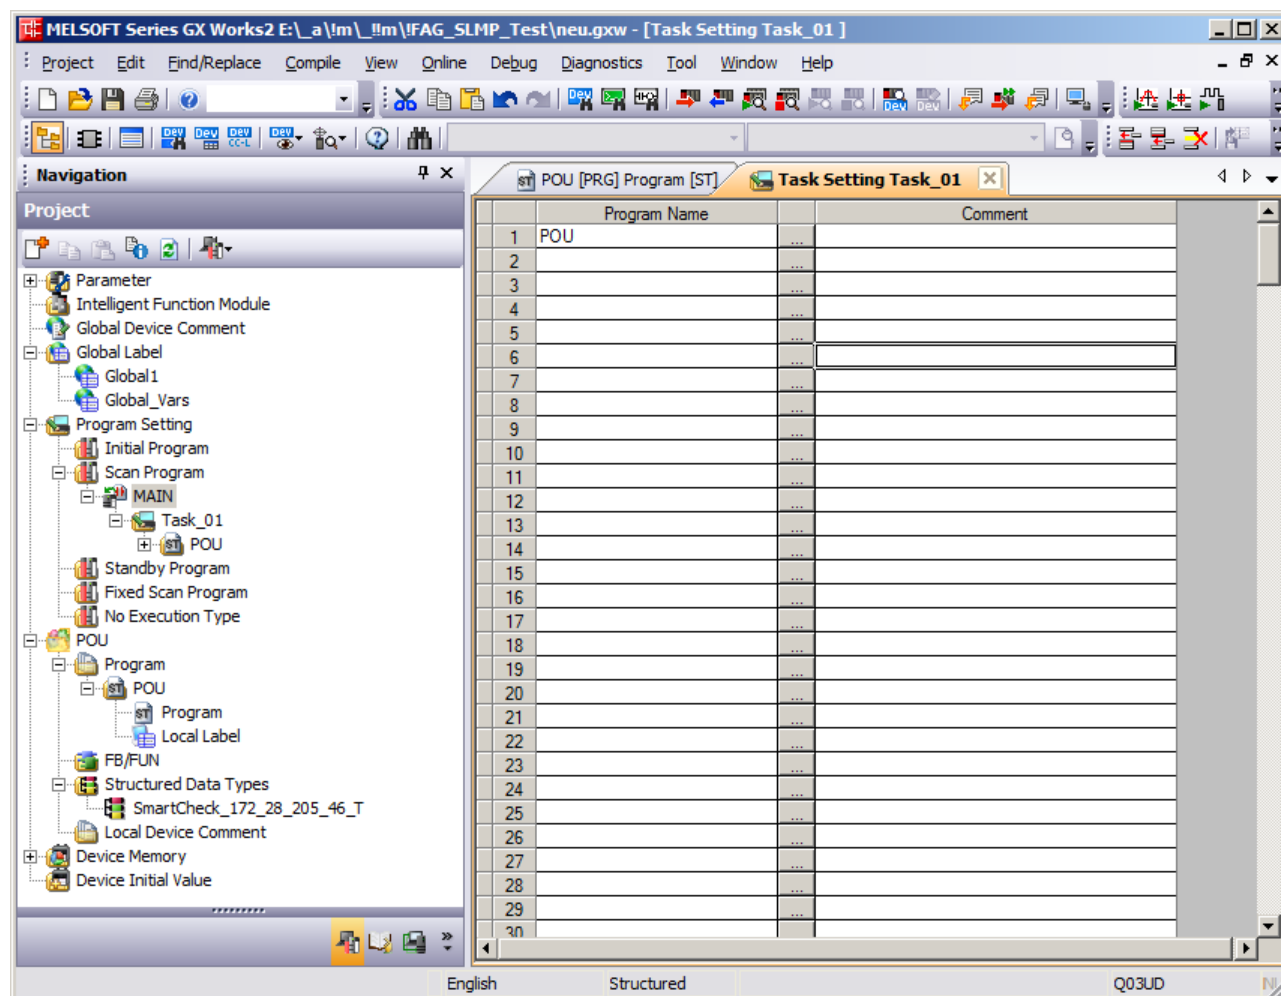 MELSOFT Series GX Works2 E:\_a\!m\_!!m\!FAG_SLMP_Test\neu.gxw - [Task Setting Task_01 ]
Project Edit Find/Replace Compile View Online Debug Diagnostics Tool Window Help
Navigation
POU [PRG] Program [ST]
Task Setting Task_01
Project
Program Name Comment
1 POU ...
2 ...
3 ...
4 ...
5 ...
6 ...
7 ...
8 ...
9 ...
10 ...
11 ...
12 ...
13 ...
14 ...
15 ...
16 ...
17 ...
18 ...
19 ...
20 ...
21 ...
22 ...
23 ...
24 ...
25 ...
26 ...
27 ...
28 ...
29 ...
30
Parameter
Intelligent Function Module
Global Device Comment
Global Label
Global1
Global_Vars
Program Setting
Initial Program
Scan Program
MAIN
Task_01
POU
Standby Program
Fixed Scan Program
No Execution Type
POU
Program
POU
Program
Local Label
FB/FUN
Structured Data Types
SmartCheck_172_28_205_46_T
Local Device Comment
Device Memory
Device Initial Value
English Structured Q03UD